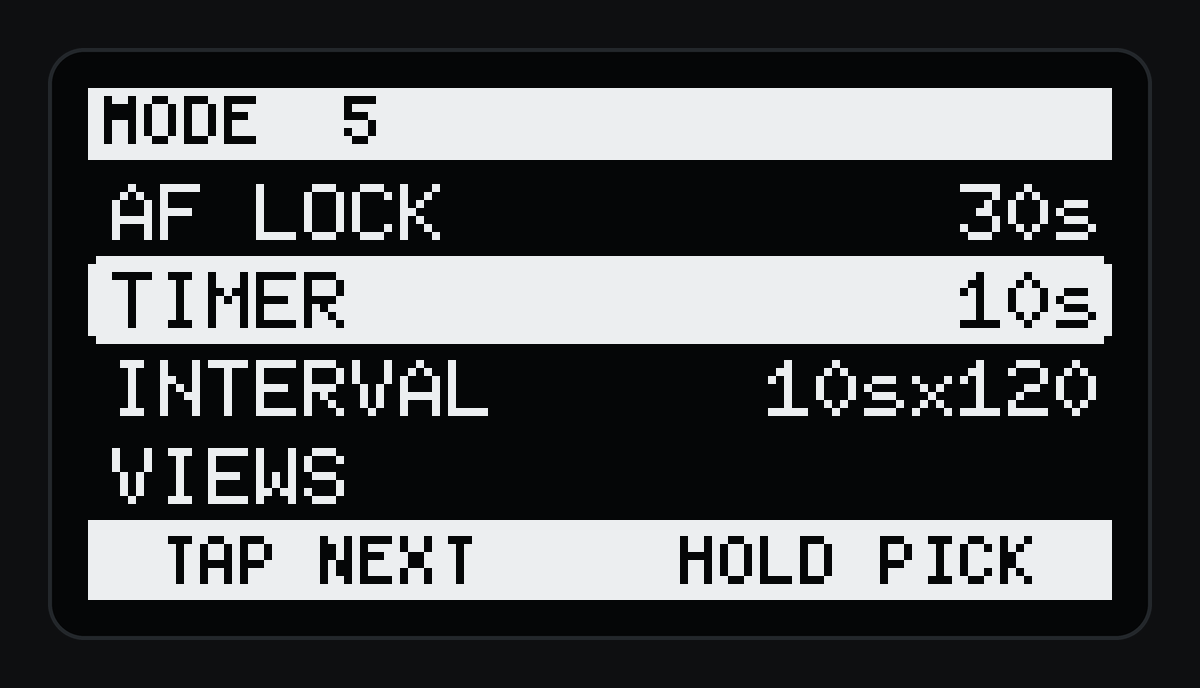 MODE 5
AF LOCK 30s
TIMER 10s
INTERVAL 10sx120
VIEWS
TAP NEXT HOLD PICK